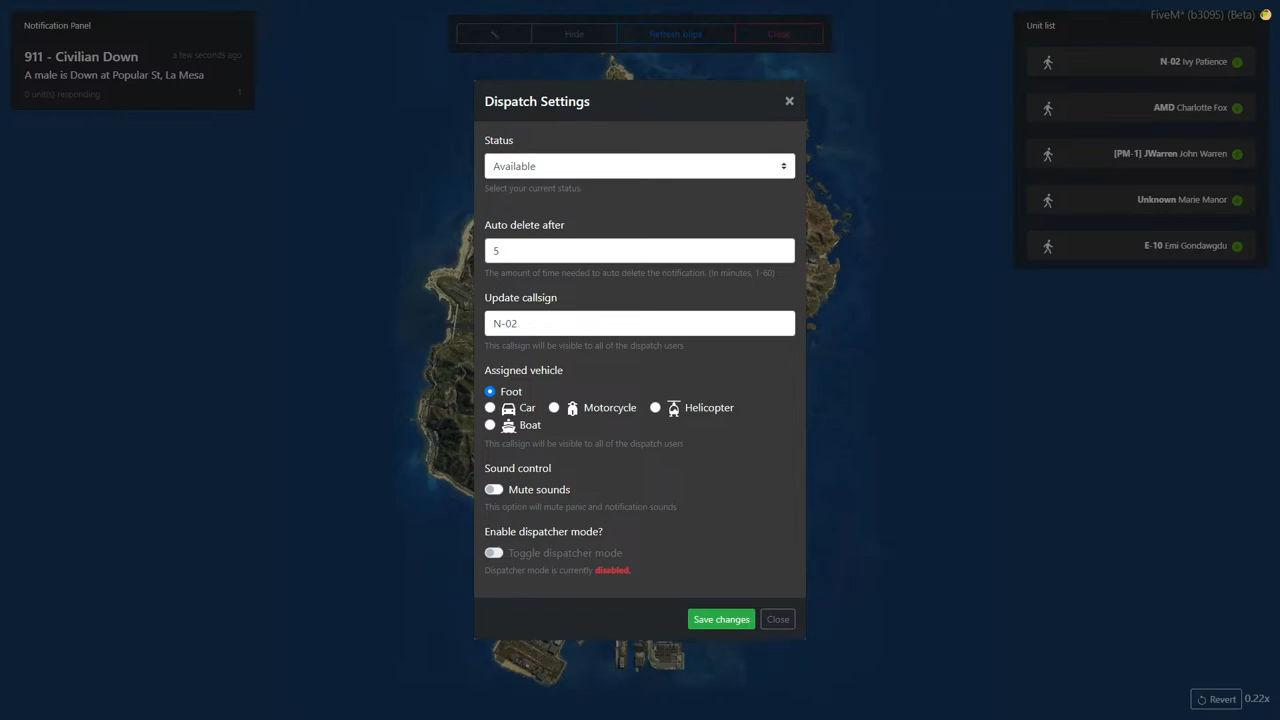 Notification Panel
911 - Civilian Down
a few seconds ago
A male is Down at Popular St, La Mesa
0 unit(s) responding
1
Hide
Refresh blips
Close
FiveM* (b3095) (Beta)
Unit list
N-02 Ivy Patience
AMD Charlotte Fox
[PM-1] JWarren John Warren
Unknown Marie Manor
E-10 Emi Gondawgdu
Dispatch Settings
×
Status
Available
Select your current status.
Auto delete after
5
The amount of time needed to auto delete the notification. (In minutes, 1-60)
Update callsign
N-02
This callsign will be visible to all of the dispatch users
Assigned vehicle
Foot
Car Motorcycle Helicopter
Boat
This callsign will be visible to all of the dispatch users
Sound control
Mute sounds
This option will mute panic and notification sounds
Enable dispatcher mode?
Toggle dispatcher mode
Dispatcher mode is currently disabled.
Save changes
Close
Revert
0.22x